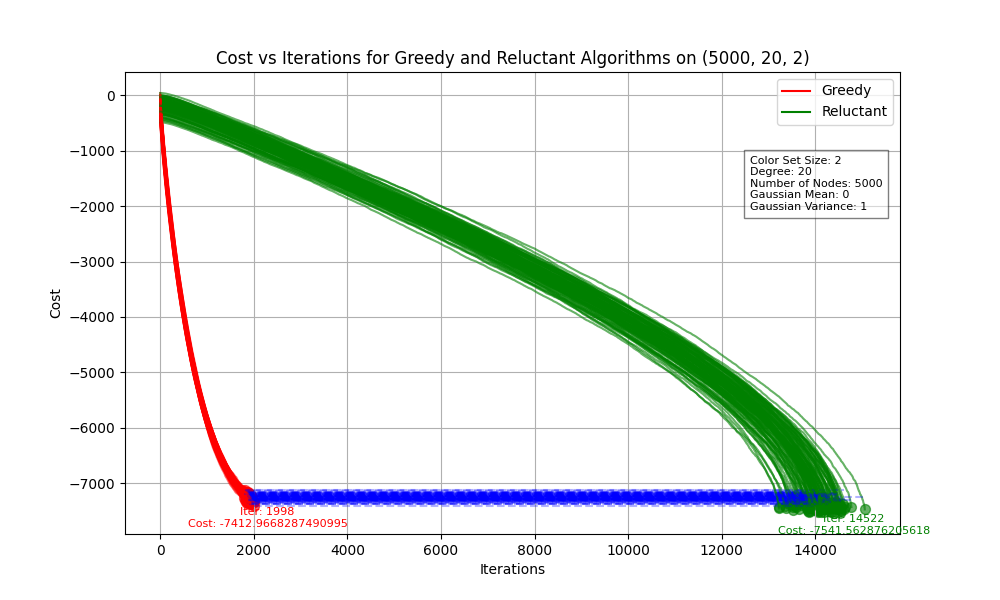 Cost vs Iterations for Greedy and Reluctant Algorithms on (5000, 20, 2)
Greedy
Reluctant
Color Set Size: 2
Degree: 20
Number of Nodes: 5000
Gaussian Mean: 0
Gaussian Variance: 1
Cost
0
−1000
−2000
−3000
−4000
−5000
−6000
−7000
Iter: 1998
Cost: -7412.9668287490995
Iter: 14522
Cost: -7541.562876205618
0 2000 4000 6000 8000 10000 12000 14000
Iterations